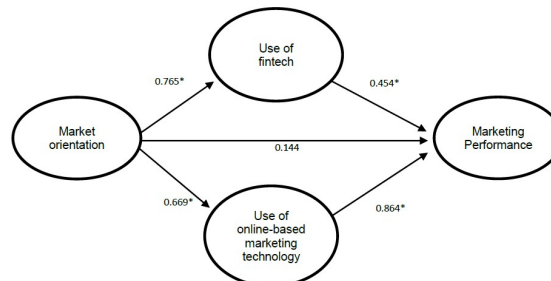 Use of
fintech
0.765*
0.454*
Market
orientation
0.144
Marketing
Performance
0.669*
0.864*
Use of
online-based
marketing
technology